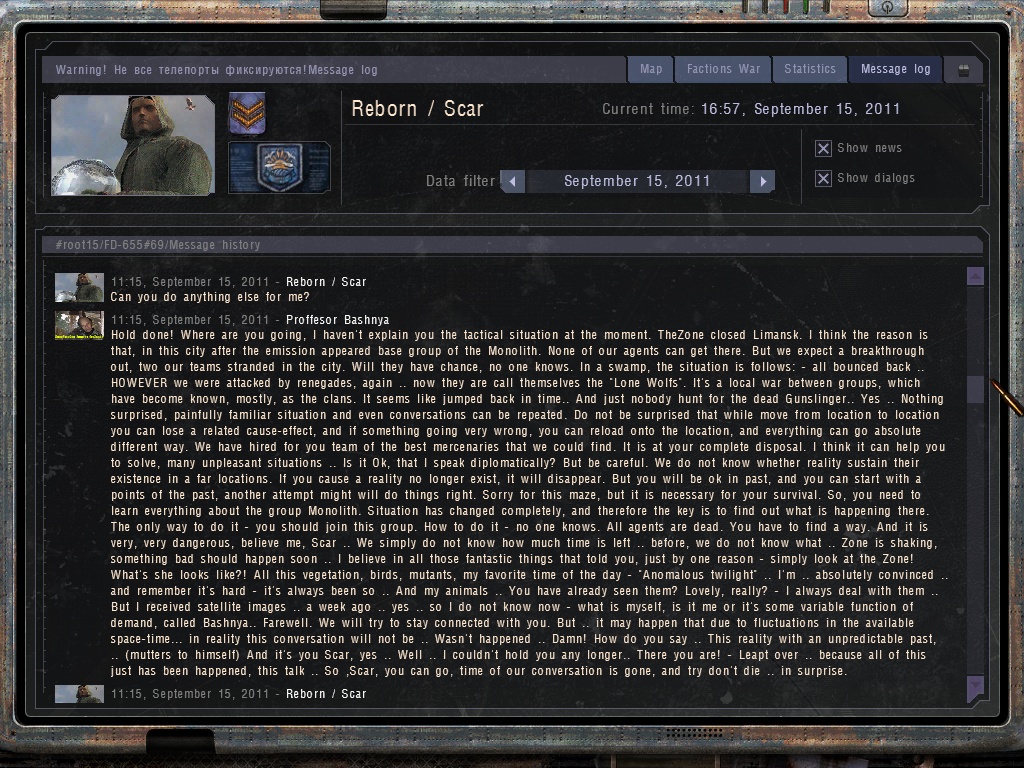 Warning! Не все телепорты фиксируются!Message log
Map
Factions War
Statistics
Message log
Reborn / Scar
Current time: 16:57, September 15, 2011
Data filter
September 15, 2011
Show news
Show dialogs
#root15/FD-655#69/Message history
11:15, September 15, 2011 - Reborn / Scar
Can you do anything else for me?
11:15, September 15, 2011 - Proffesor Bashnya
Hold done! Where are you going, I haven't explain you the tactical situation at the moment. TheZone closed Limansk. I think the reason is
that, in this city after the emission appeared base group of the Monolith. None of our agents can get there. But we expect a breakthrough
out, two our teams stranded in the city. Will they have chance, no one knows. In a swamp, the situation is follows: - all bounced back ..
HOWEVER we were attacked by renegades, again .. now they are call themselves the "Lone Wolfs". It's a local war between groups, which
have become known, mostly, as the clans. It seems like jumped back in time.. And just nobody hunt for the dead Gunslinger.. Yes .. Nothing
surprised, painfully familiar situation and even conversations can be repeated. Do not be surprised that while move from location to location
you can lose a related cause-effect, and if something going very wrong, you can reload onto the location, and everything can go absolute
different way. We have hired for you team of the best mercenaries that we could find. It is at your complete disposal. I think it can help you
to solve, many unpleasant situations .. Is it Ok, that I speak diplomatically? But be careful. We do not know whether reality sustain their
existence in a far locations. If you cause a reality no longer exist, it will disappear. But you will be ok in past, and you can start with a
points of the past, another attempt might will do things right. Sorry for this maze, but it is necessary for your survival. So, you need to
learn everything about the group Monolith. Situation has changed completely, and therefore the key is to find out what is happening there.
The only way to do it - you should join this group. How to do it - no one knows. All agents are dead. You have to find a way. And it is
very, very dangerous, believe me, Scar .. We simply do not know how much time is left .. before, we do not know what .. Zone is shaking,
something bad should happen soon .. I believe in all those fantastic things that told you, just by one reason - simply look at the Zone!
What's she looks like?! All this vegetation, birds, mutants, my favorite time of the day - "Anomalous twilight" .. I'm .. absolutely convinced ..
and remember it's hard - it's always been so .. And my animals .. You have already seen them? Lovely, really? - I always deal with them ..
But I received satellite images .. a week ago .. yes .. so I do not know now - what is myself, is it me or it's some variable function of
demand, called Bashnya.. Farewell. We will try to stay connected with you. But .. it may happen that due to fluctuations in the available
space-time... in reality this conversation will not be .. Wasn't happened .. Damn! How do you say .. This reality with an unpredictable past,
.. (mutters to himself) And it's you Scar, yes .. Well .. I couldn't hold you any longer.. There you are! - Leapt over .. because all of this
just has been happened, this talk .. So ,Scar, you can go, time of our conversation is gone, and try don't die .. in surprise.
11:15, September 15, 2011 - Reborn / Scar